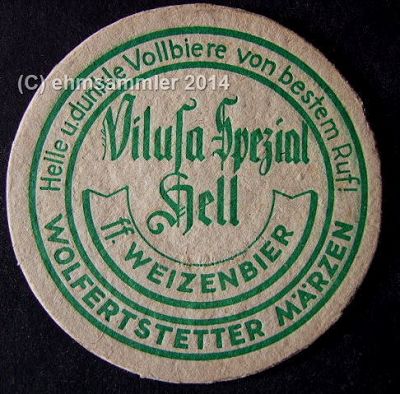 Helle u. dunkle Vollbiere von bestem Ruf!
(C) ehmsammler 2014
Vilusa Spezial
Hell
ff. WEIZENBIER
WOLFERTSTETTER MÄRZEN